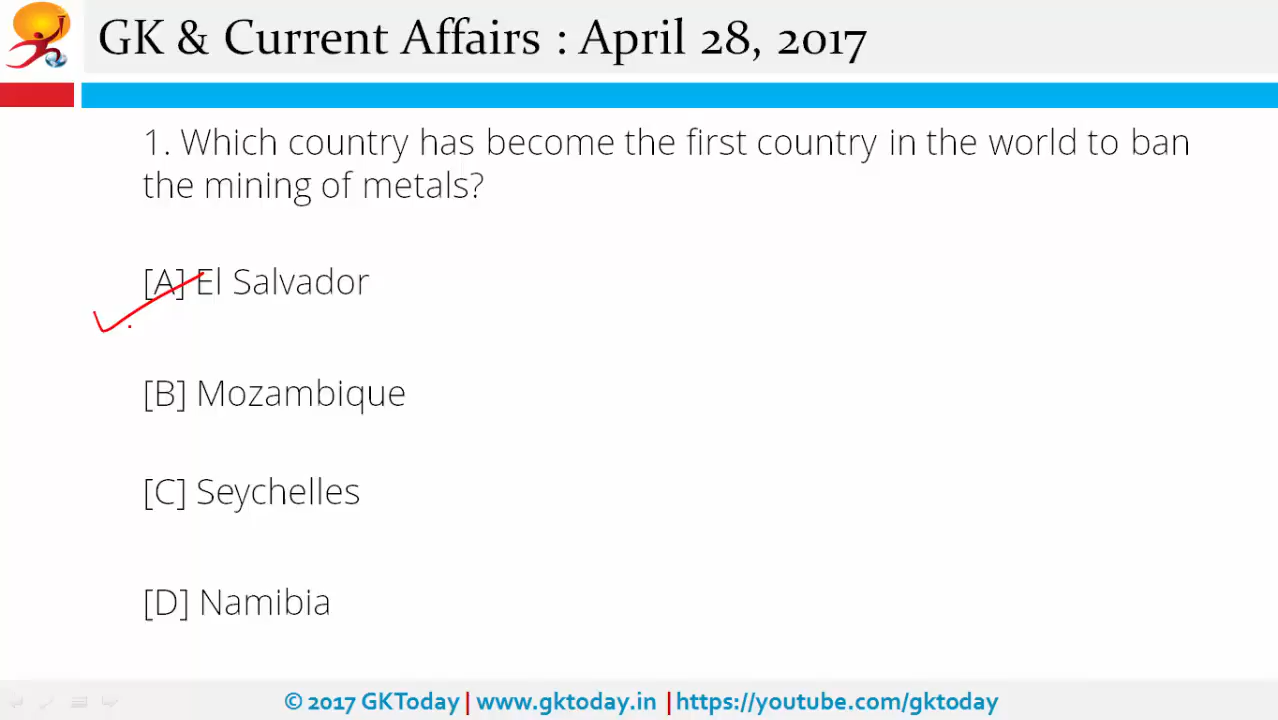 GK & Current Affairs : April 28, 2017
1. Which country has become the first country in the world to ban
the mining of metals?
[A] El Salvador
[B] Mozambique
[C] Seychelles
[D] Namibia
© 2017 GKToday | www.gktoday.in | https://youtube.com/gktoday